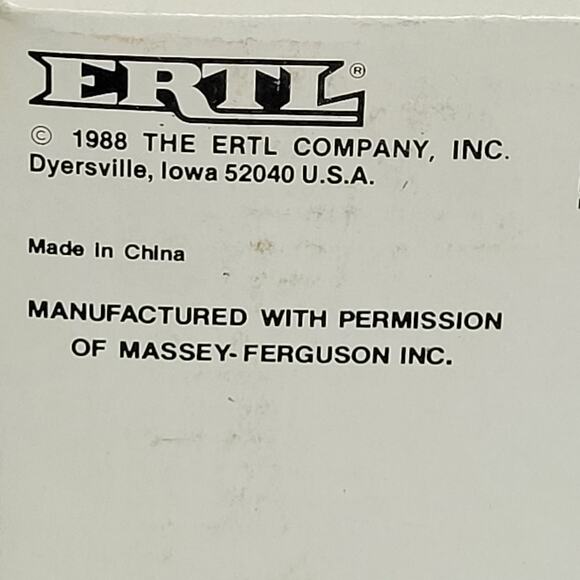 ERTL®
© 1988 THE ERTL COMPANY, INC.
Dyersville, Iowa 52040 U.S.A.
Made in China
MANUFACTURED WITH PERMISSION
OF MASSEY-FERGUSON INC.